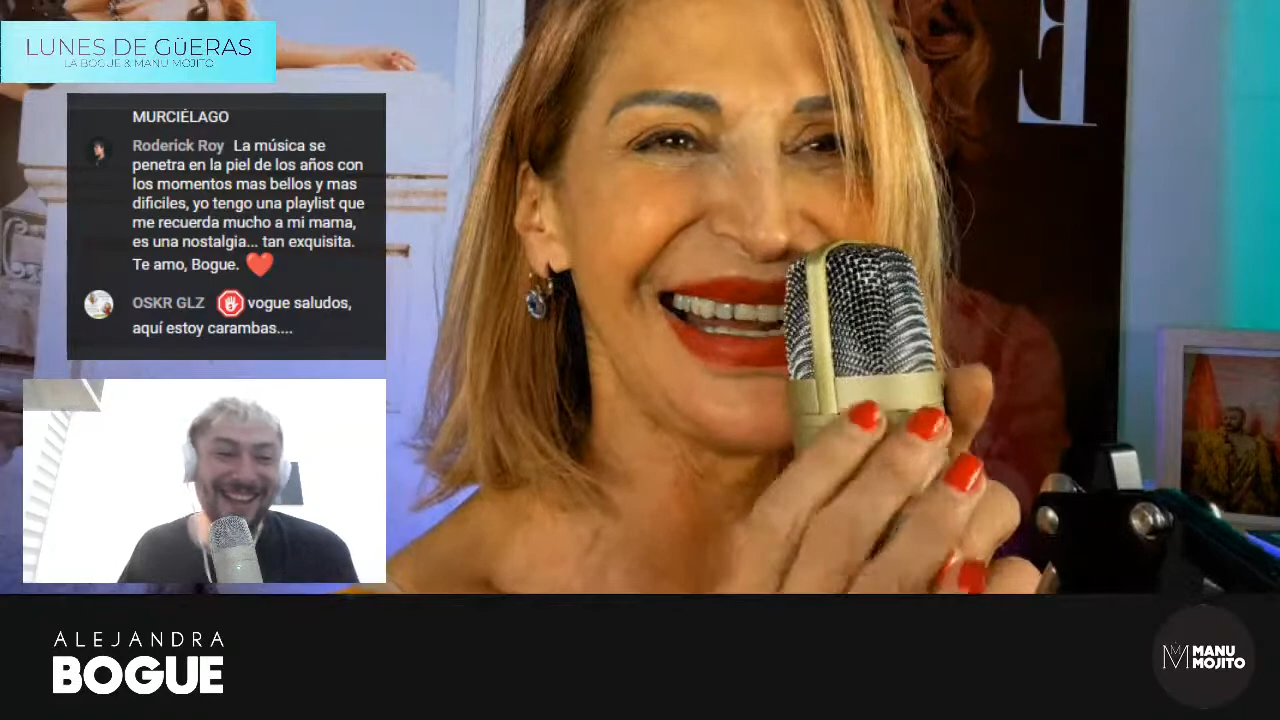 LUNES DE GÜERAS
LA BOGUE & MANU MOJITO
MURCIÉLAGO
Roderick Roy La música se
penetra en la piel de los años con
los momentos mas bellos y mas
dificiles, yo tengo una playlist que
me recuerda mucho a mi mama,
es una nostalgia... tan exquisita.
Te amo, Bogue.
OSKR GLZ vogue saludos,
aquí estoy carambas....
E
ALEJANDRA
BOGUE
M MANU
MOJITO